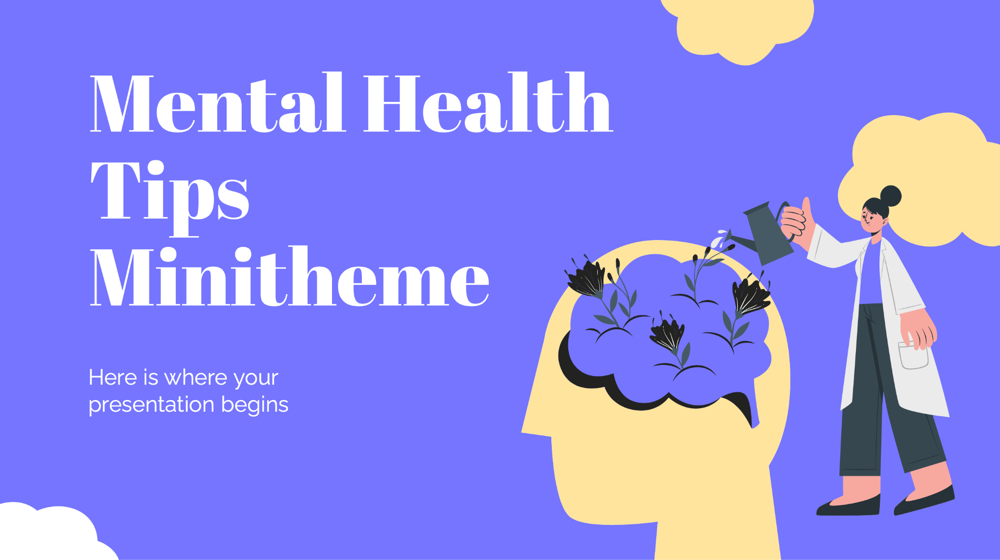 Mental Health
Tips
Minitheme
Here is where your
presentation begins